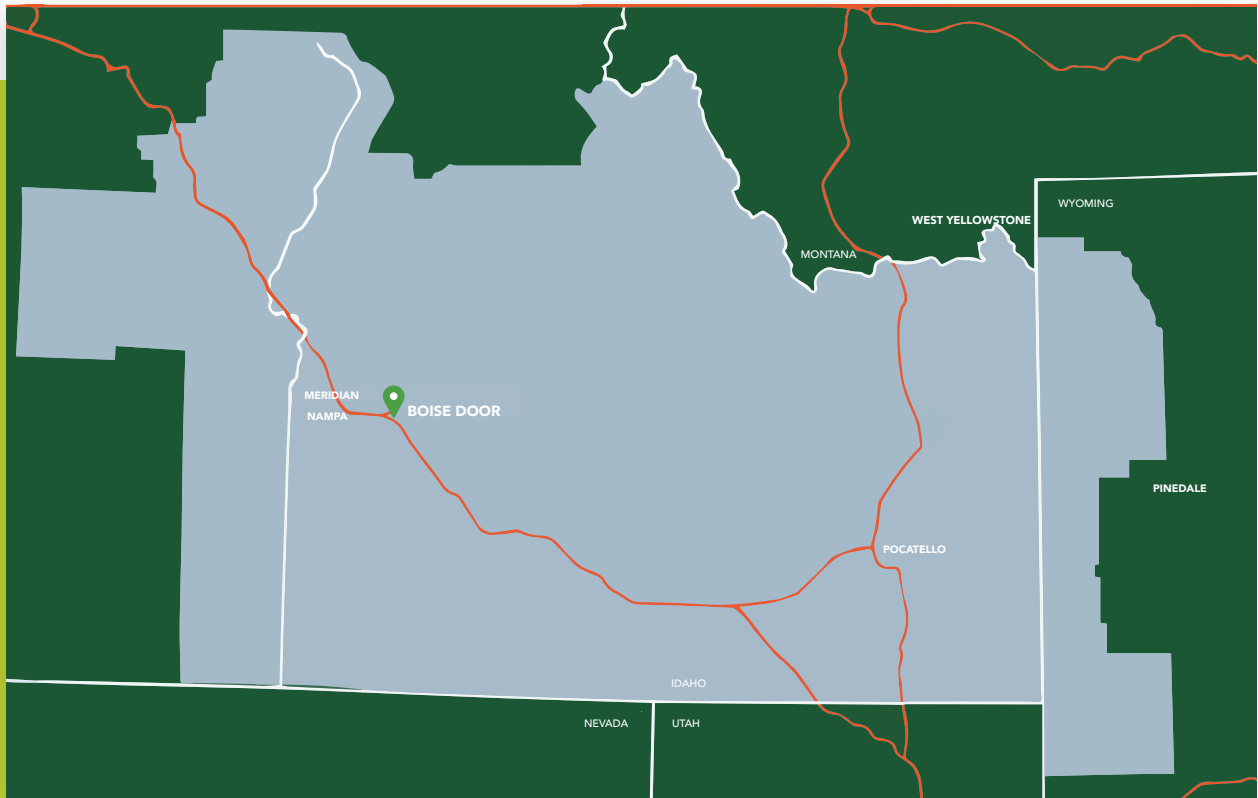 WYOMING
WEST YELLOWSTONE
MONTANA
MERIDIAN
BOISE DOOR
NAMPA
PINEDALE
POCATELLO
IDAHO
NEVADA
UTAH